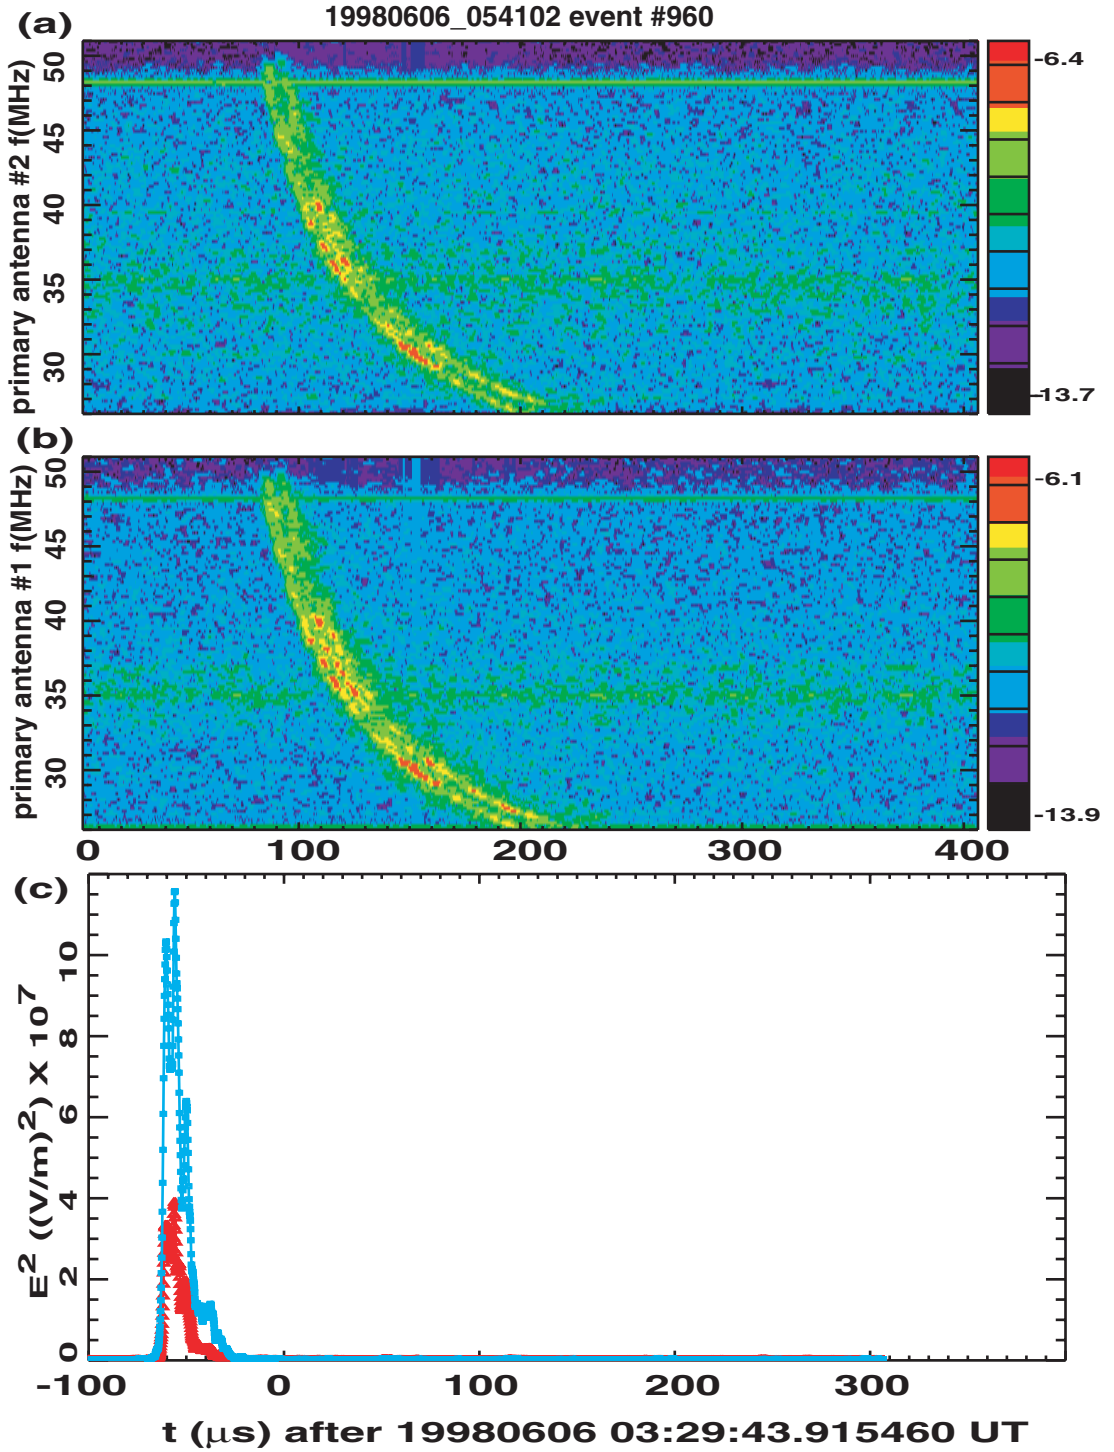 (a)
19980606_054102 event #960
primary antenna #2 f(MHz)
50
45
40
35
30
-6.4
-13.7
(b)
primary antenna #1 f(MHz)
50
45
40
35
30
-6.1
-13.9
0 100 200 300 400
(c)
E² ((V/m)²) X 10⁷
10
8
6
4
2
0
-100 0 100 200 300
t (μs) after 19980606 03:29:43.915460 UT